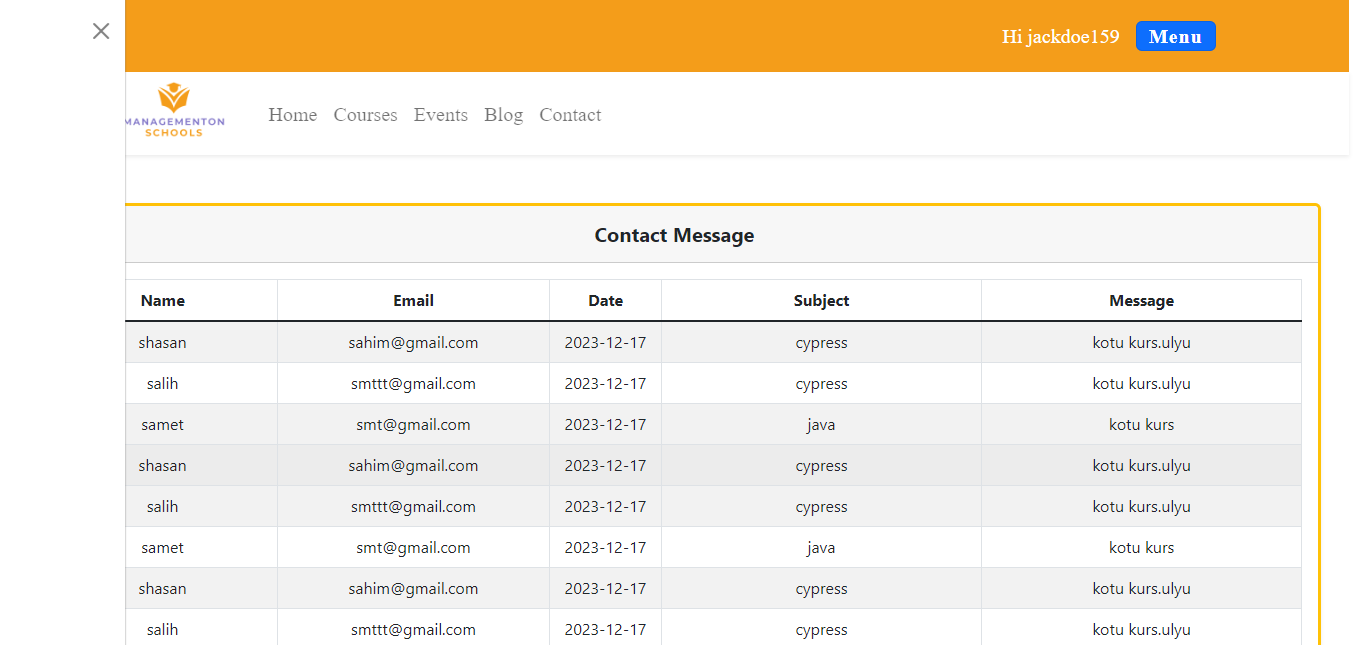 Hi jackdoe159 Menu
MANAGEMENTON
SCHOOLS
Home Courses Events Blog Contact
Contact Message
Name Email Date Subject Message
shasan sahim@gmail.com 2023-12-17 cypress kotu kurs.ulyu
salih smttt@gmail.com 2023-12-17 cypress kotu kurs.ulyu
samet smt@gmail.com 2023-12-17 java kotu kurs
shasan sahim@gmail.com 2023-12-17 cypress kotu kurs.ulyu
salih smttt@gmail.com 2023-12-17 cypress kotu kurs.ulyu
samet smt@gmail.com 2023-12-17 java kotu kurs
shasan sahim@gmail.com 2023-12-17 cypress kotu kurs.ulyu
salih smttt@gmail.com 2023-12-17 cypress kotu kurs.ulyu